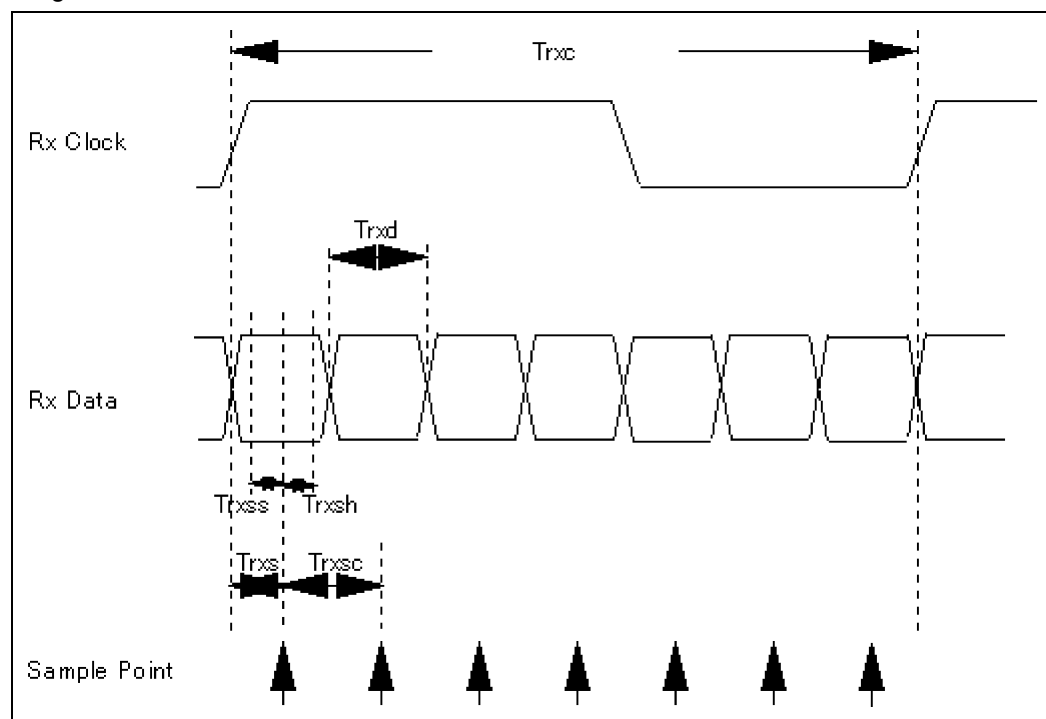 Trxc
Rx Clock
Trxd
Rx Data
Trxss Trxsh
Trxs Trxsc
Sample Point